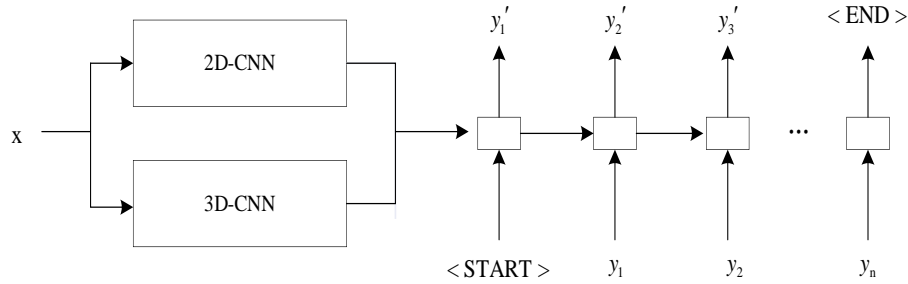 y₁′ y₂′ y₃′ < END >
2D-CNN
x ...
3D-CNN
< START > y₁ y₂ yₙ